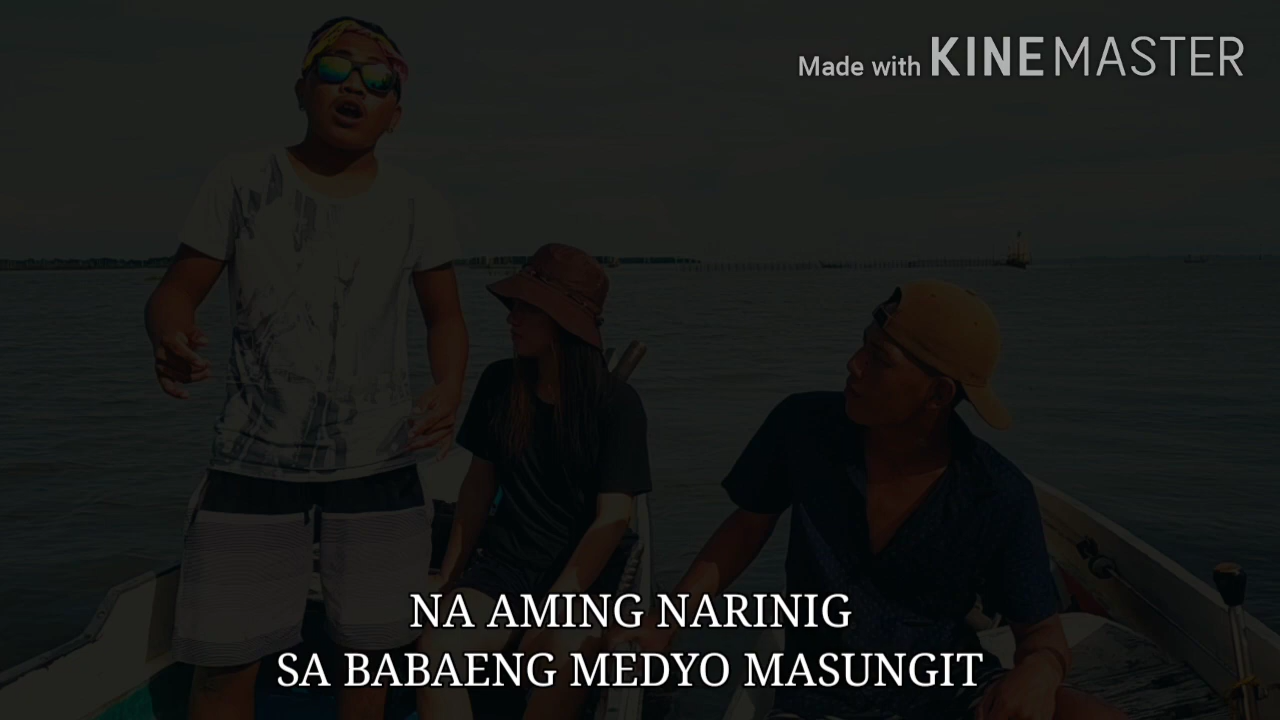 Made with KINEMASTER
NA AMING NARINIG
SA BABAENG MEDYO MASUNGIT